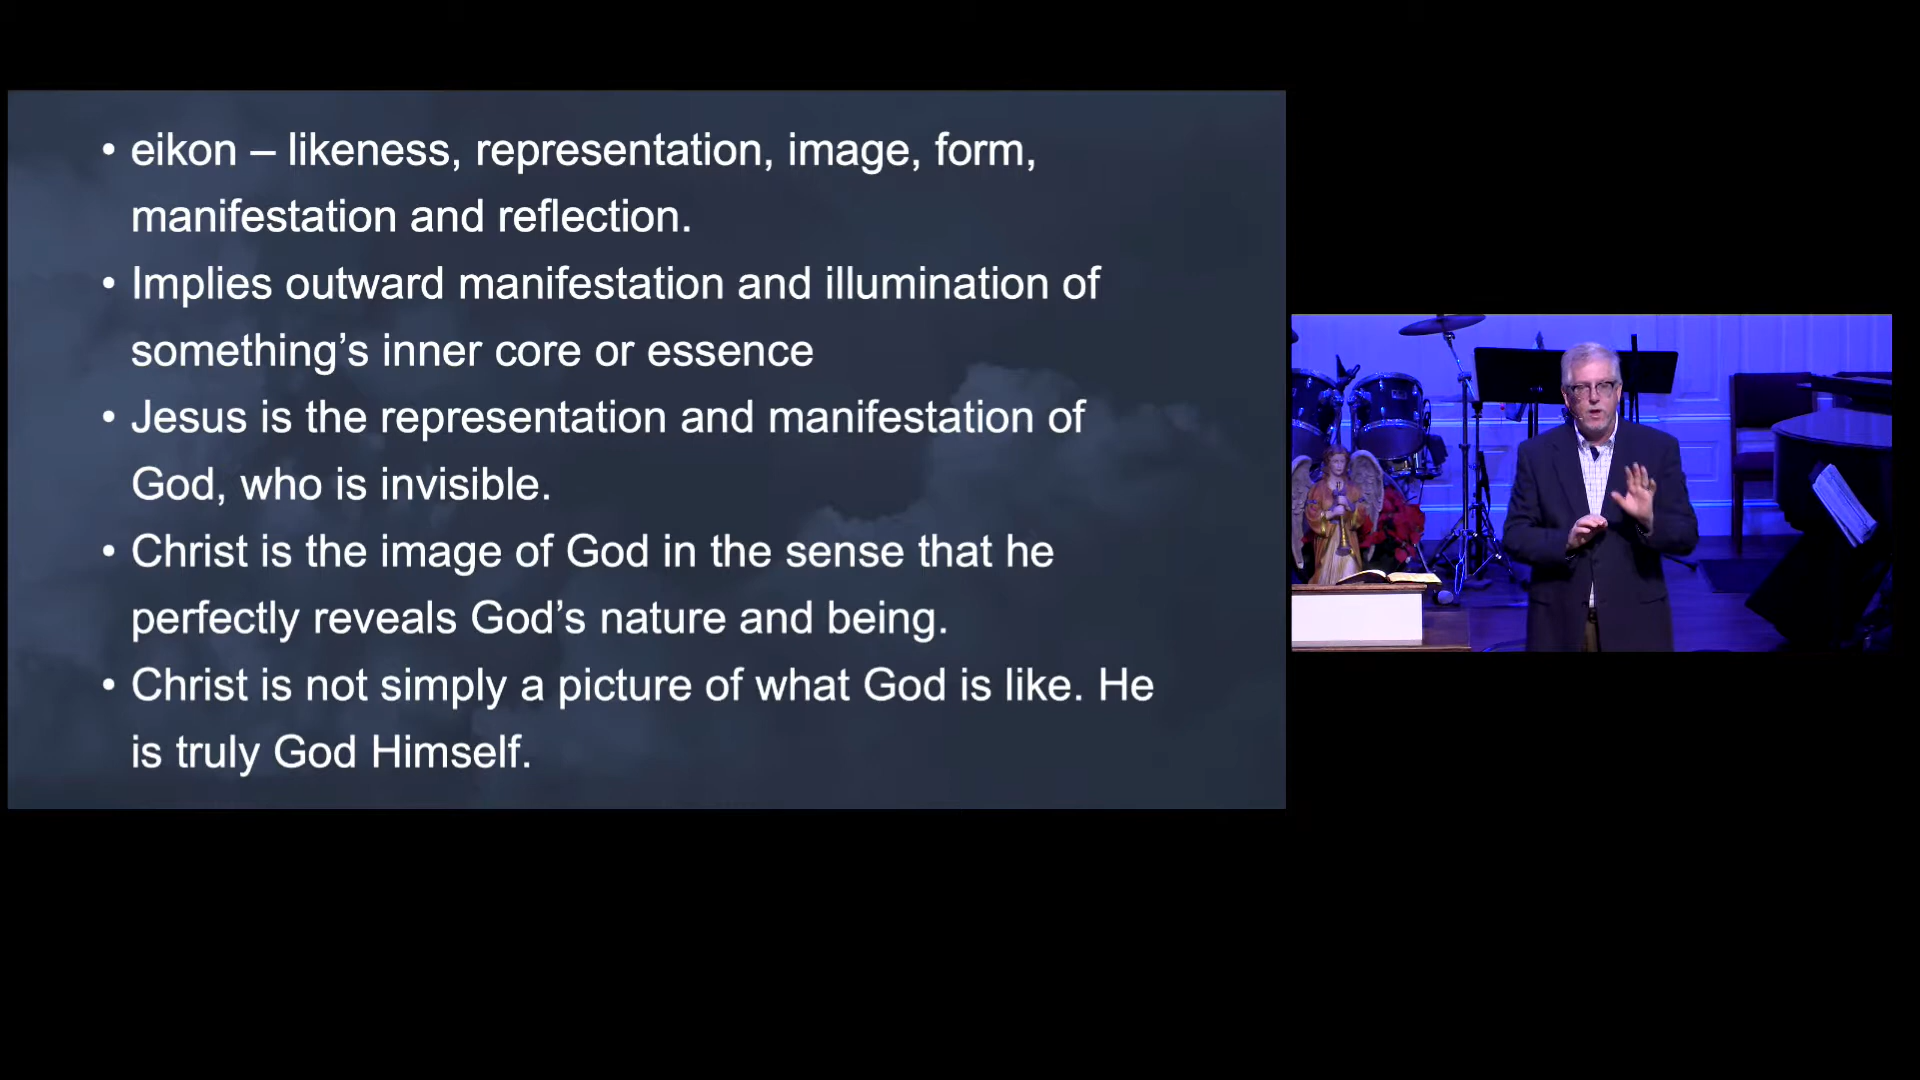 • eikon – likeness, representation, image, form,
manifestation and reflection.
• Implies outward manifestation and illumination of
something’s inner core or essence
• Jesus is the representation and manifestation of
God, who is invisible.
• Christ is the image of God in the sense that he
perfectly reveals God’s nature and being.
• Christ is not simply a picture of what God is like. He
is truly God Himself.